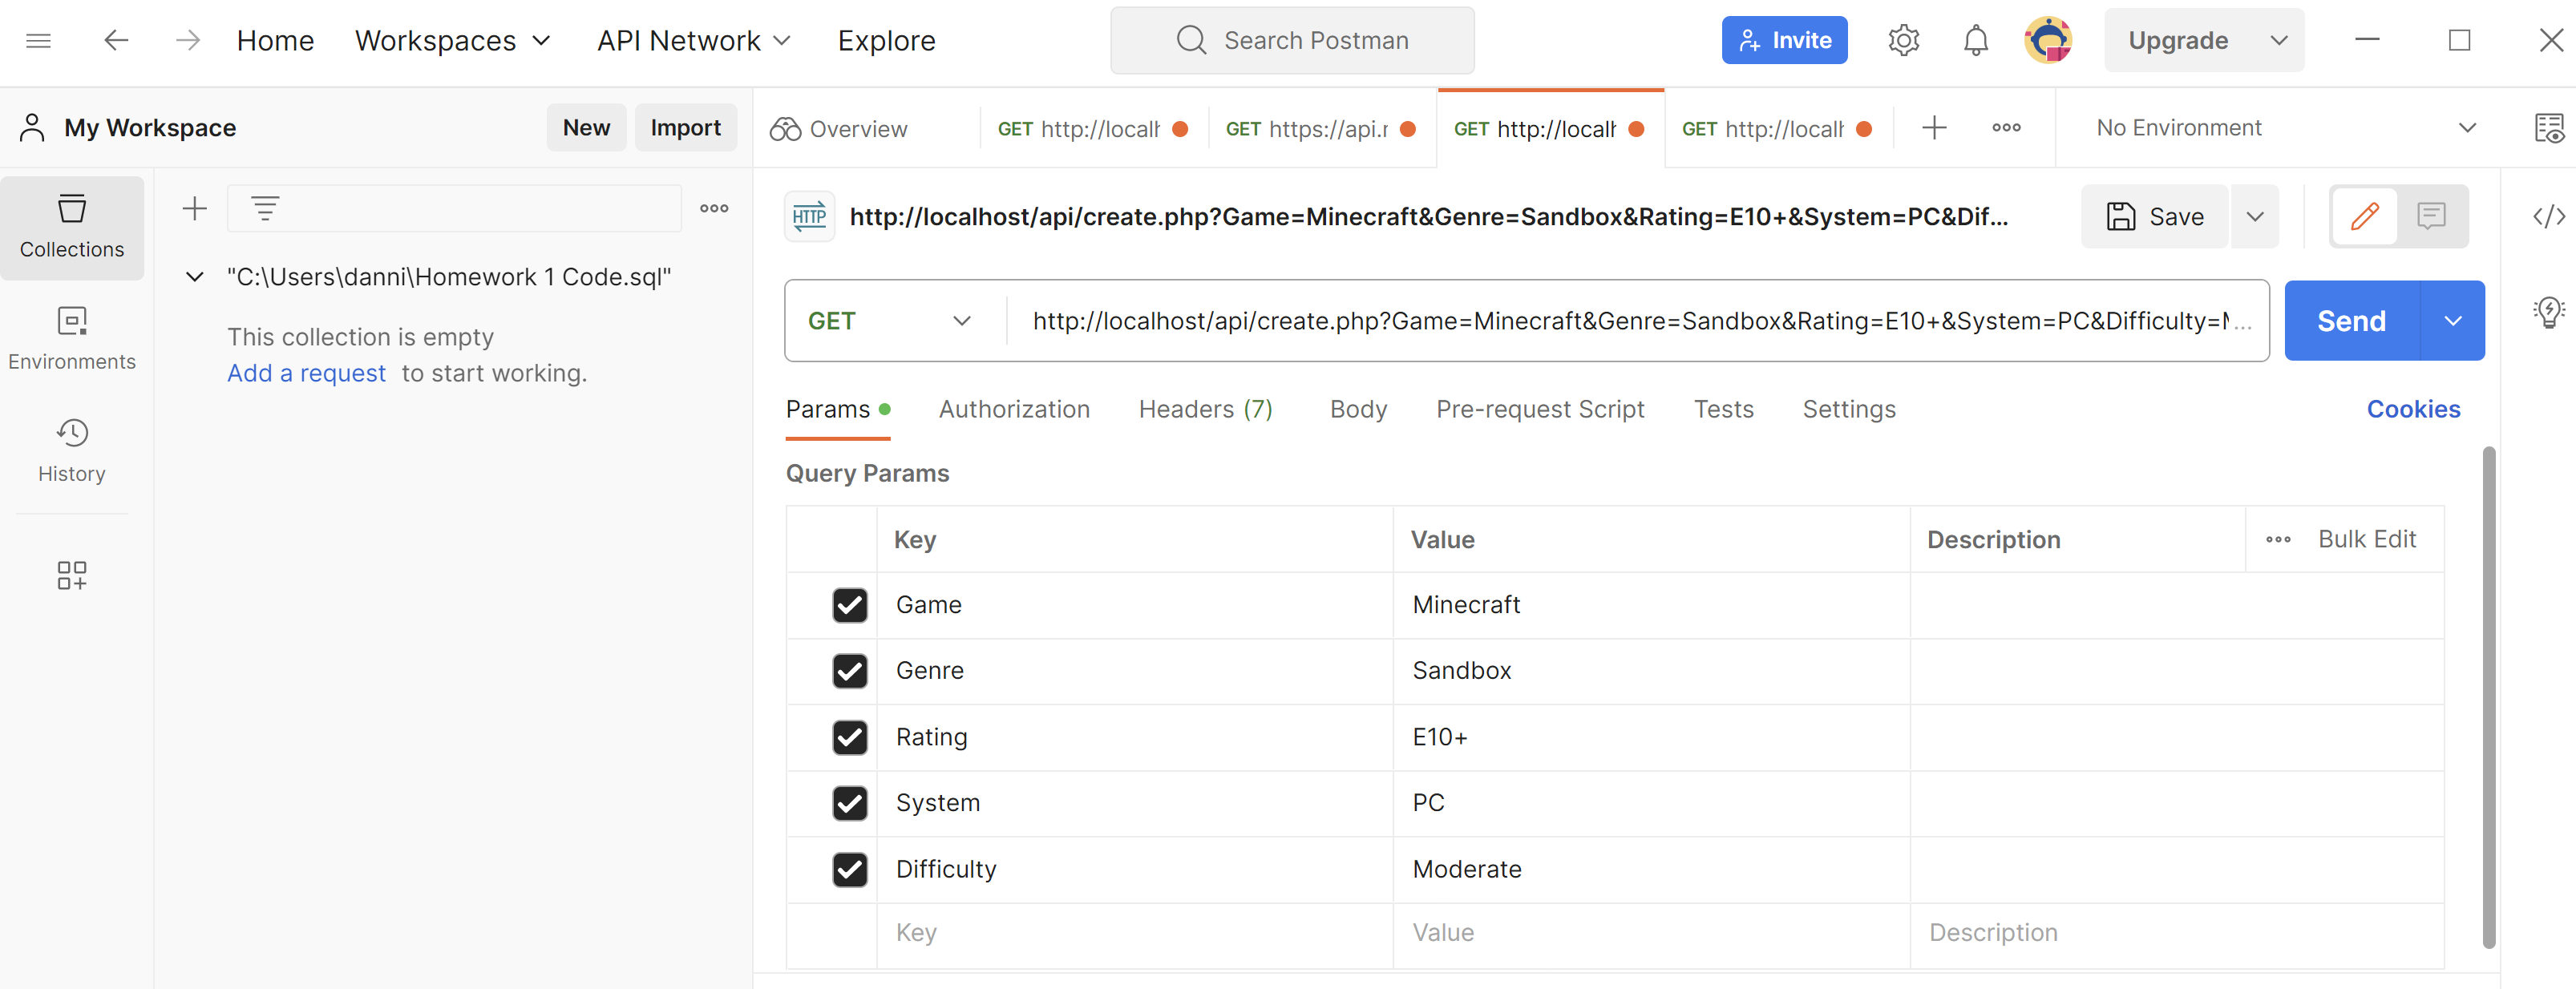 Home Workspaces API Network Explore Search Postman Invite Upgrade
My Workspace New Import
Overview GET http://localh GET https://api.r GET http://localh GET http://localh No Environment
Collections
Environments
History
"C:\Users\danni\Homework 1 Code.sql"
This collection is empty
Add a request to start working.
HTTP http://localhost/api/create.php?Game=Minecraft&Genre=Sandbox&Rating=E10+&System=PC&Dif... Save
GET http://localhost/api/create.php?Game=Minecraft&Genre=Sandbox&Rating=E10+&System=PC&Difficulty=M... Send
Params Authorization Headers (7) Body Pre-request Script Tests Settings Cookies
Query Params
Key Value Description Bulk Edit
Game Minecraft
Genre Sandbox
Rating E10+
System PC
Difficulty Moderate
Key Value Description